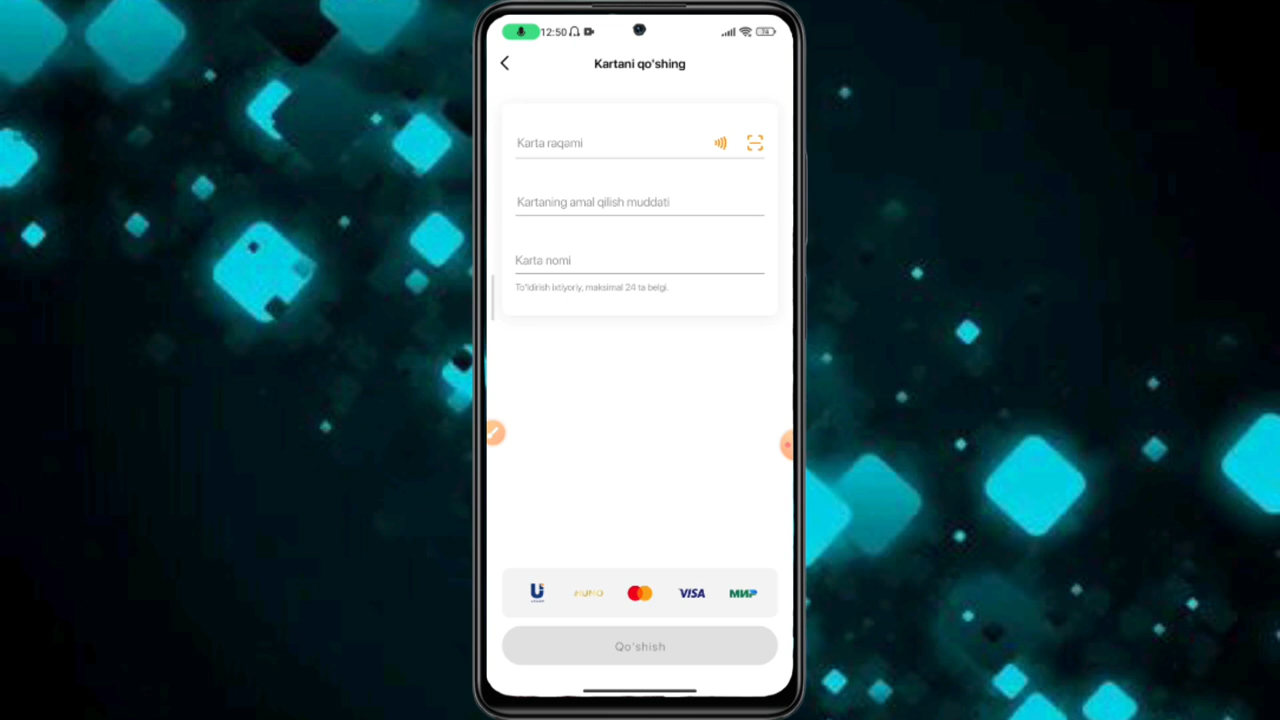 12:50
76
Kartani qo'shing
Karta raqami
Kartaning amal qilish muddati
Karta nomi
To'ldirish ixtiyoriy, maksimal 24 ta belgi.
HUMO
VISA
МИР
Qo'shish